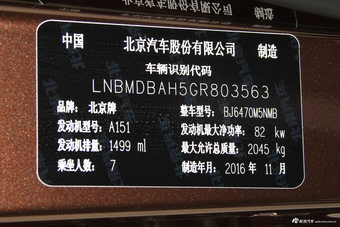 中国 北京汽车股份有限公司 制造
车辆识别代码
LNBMDBAH5GR803563
品牌: 北京牌 整车型号: BJ6470M5NMB
发动机型号: A151 发动机最大净功率: 82 kw
发动机排量: 1499 ml 最大允许总质量: 2045 kg
乘坐人数: 7 制造年月: 2016 年 11 月